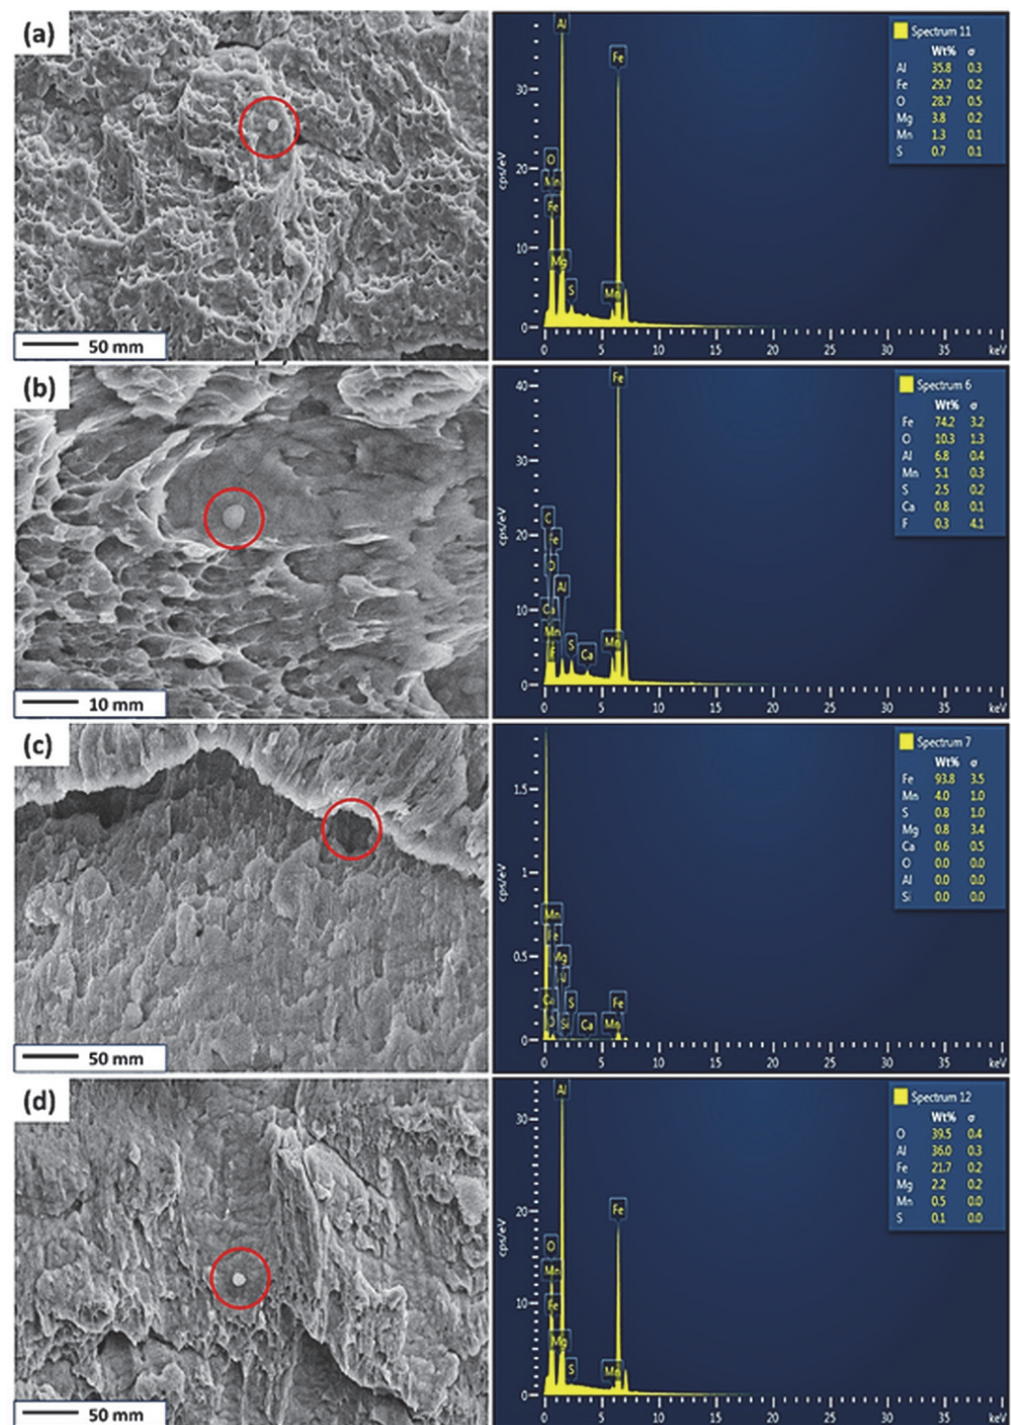 (a)
50 mm
cps/eV
30
20
10
0
Al
Fe
O
Mn
Fe
Mg
S
Mn
0 5 10 15 20 25 30 35 keV
Spectrum 11
Wt% σ
Al 35.8 0.3
Fe 29.7 0.2
O 28.7 0.5
Mg 3.8 0.2
Mn 1.3 0.1
S 0.7 0.1
(b)
10 mm
cps/eV
40
30
20
10
0
Fe
C
Fe
O
Al
Ca
Mn
F
S
Ca
Mn
0 5 10 15 20 25 30 35 keV
Spectrum 6
Wt% σ
Fe 74.2 3.2
O 10.3 1.3
Al 6.8 0.4
Mn 5.1 0.3
S 2.5 0.2
Ca 0.8 0.1
F 0.3 4.1
(c)
50 mm
cps/eV
1.5
1
0.5
0
Mn
Fe
Mg
Ca
S
Si
Ca
Mn
Fe
0 5 10 15 20 25 30 35 keV
Spectrum 7
Wt% σ
Fe 93.8 3.5
Mn 4.0 1.0
S 0.8 1.0
Mg 0.8 3.4
Ca 0.6 0.5
O 0.0 0.0
Al 0.0 0.0
Si 0.0 0.0
(d)
50 mm
cps/eV
30
20
10
0
Al
Fe
O
Mn
Fe
Mg
S
Mn
0 5 10 15 20 25 30 35 keV
Spectrum 12
Wt% σ
O 39.5 0.4
Al 36.0 0.3
Fe 21.7 0.2
Mg 2.2 0.2
Mn 0.5 0.0
S 0.1 0.0